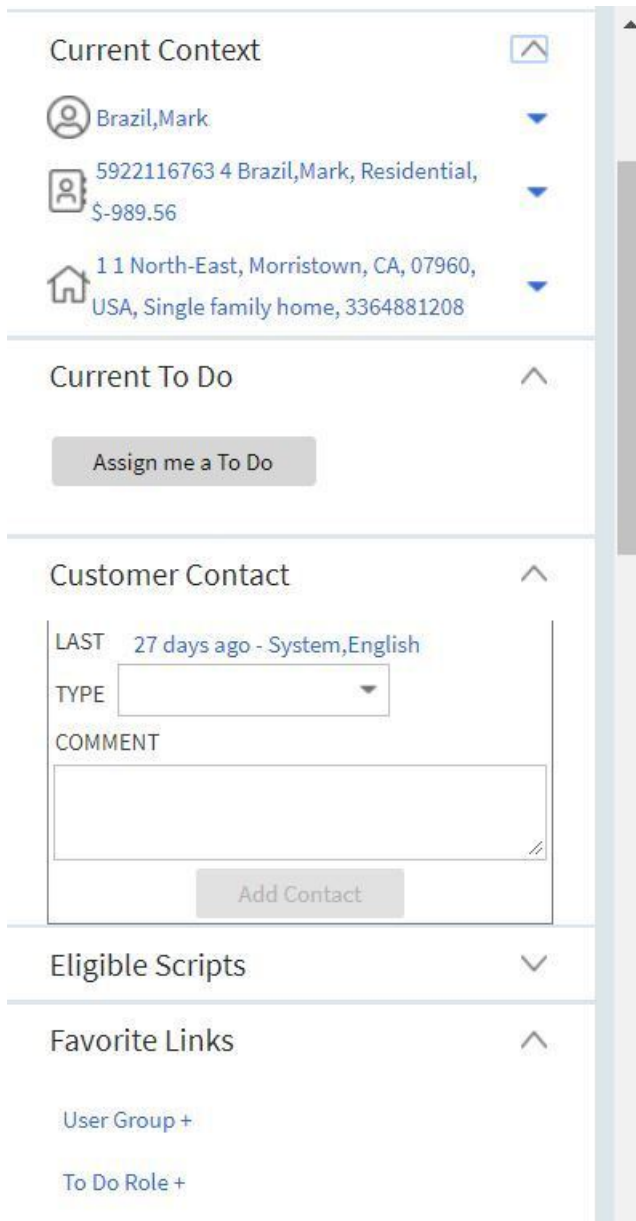 Current Context
Brazil,Mark
5922116763 4 Brazil,Mark, Residential,
$-989.56
1 1 North-East, Morristown, CA, 07960,
USA, Single family home, 3364881208
Current To Do
Assign me a To Do
Customer Contact
LAST 27 days ago - System,English
TYPE
COMMENT
Add Contact
Eligible Scripts
Favorite Links
User Group +
To Do Role +